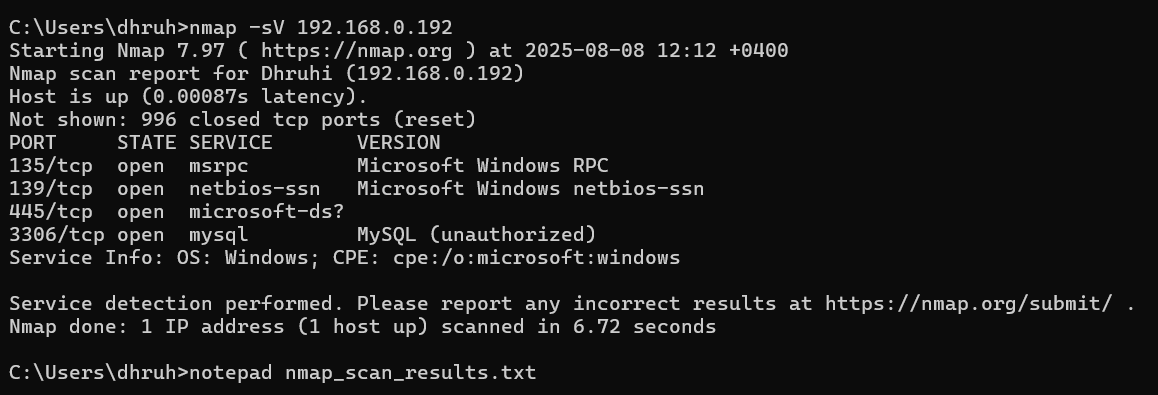 C:\Users\dhruh>nmap -sV 192.168.0.192
Starting Nmap 7.97 ( https://nmap.org ) at 2025-08-08 12:12 +0400
Nmap scan report for Dhruhi (192.168.0.192)
Host is up (0.00087s latency).
Not shown: 996 closed tcp ports (reset)
PORT     STATE SERVICE       VERSION
135/tcp  open  msrpc         Microsoft Windows RPC
139/tcp  open  netbios-ssn   Microsoft Windows netbios-ssn
445/tcp  open  microsoft-ds?
3306/tcp open  mysql         MySQL (unauthorized)
Service Info: OS: Windows; CPE: cpe:/o:microsoft:windows
Service detection performed. Please report any incorrect results at https://nmap.org/submit/ .
Nmap done: 1 IP address (1 host up) scanned in 6.72 seconds
C:\Users\dhruh>notepad nmap_scan_results.txt